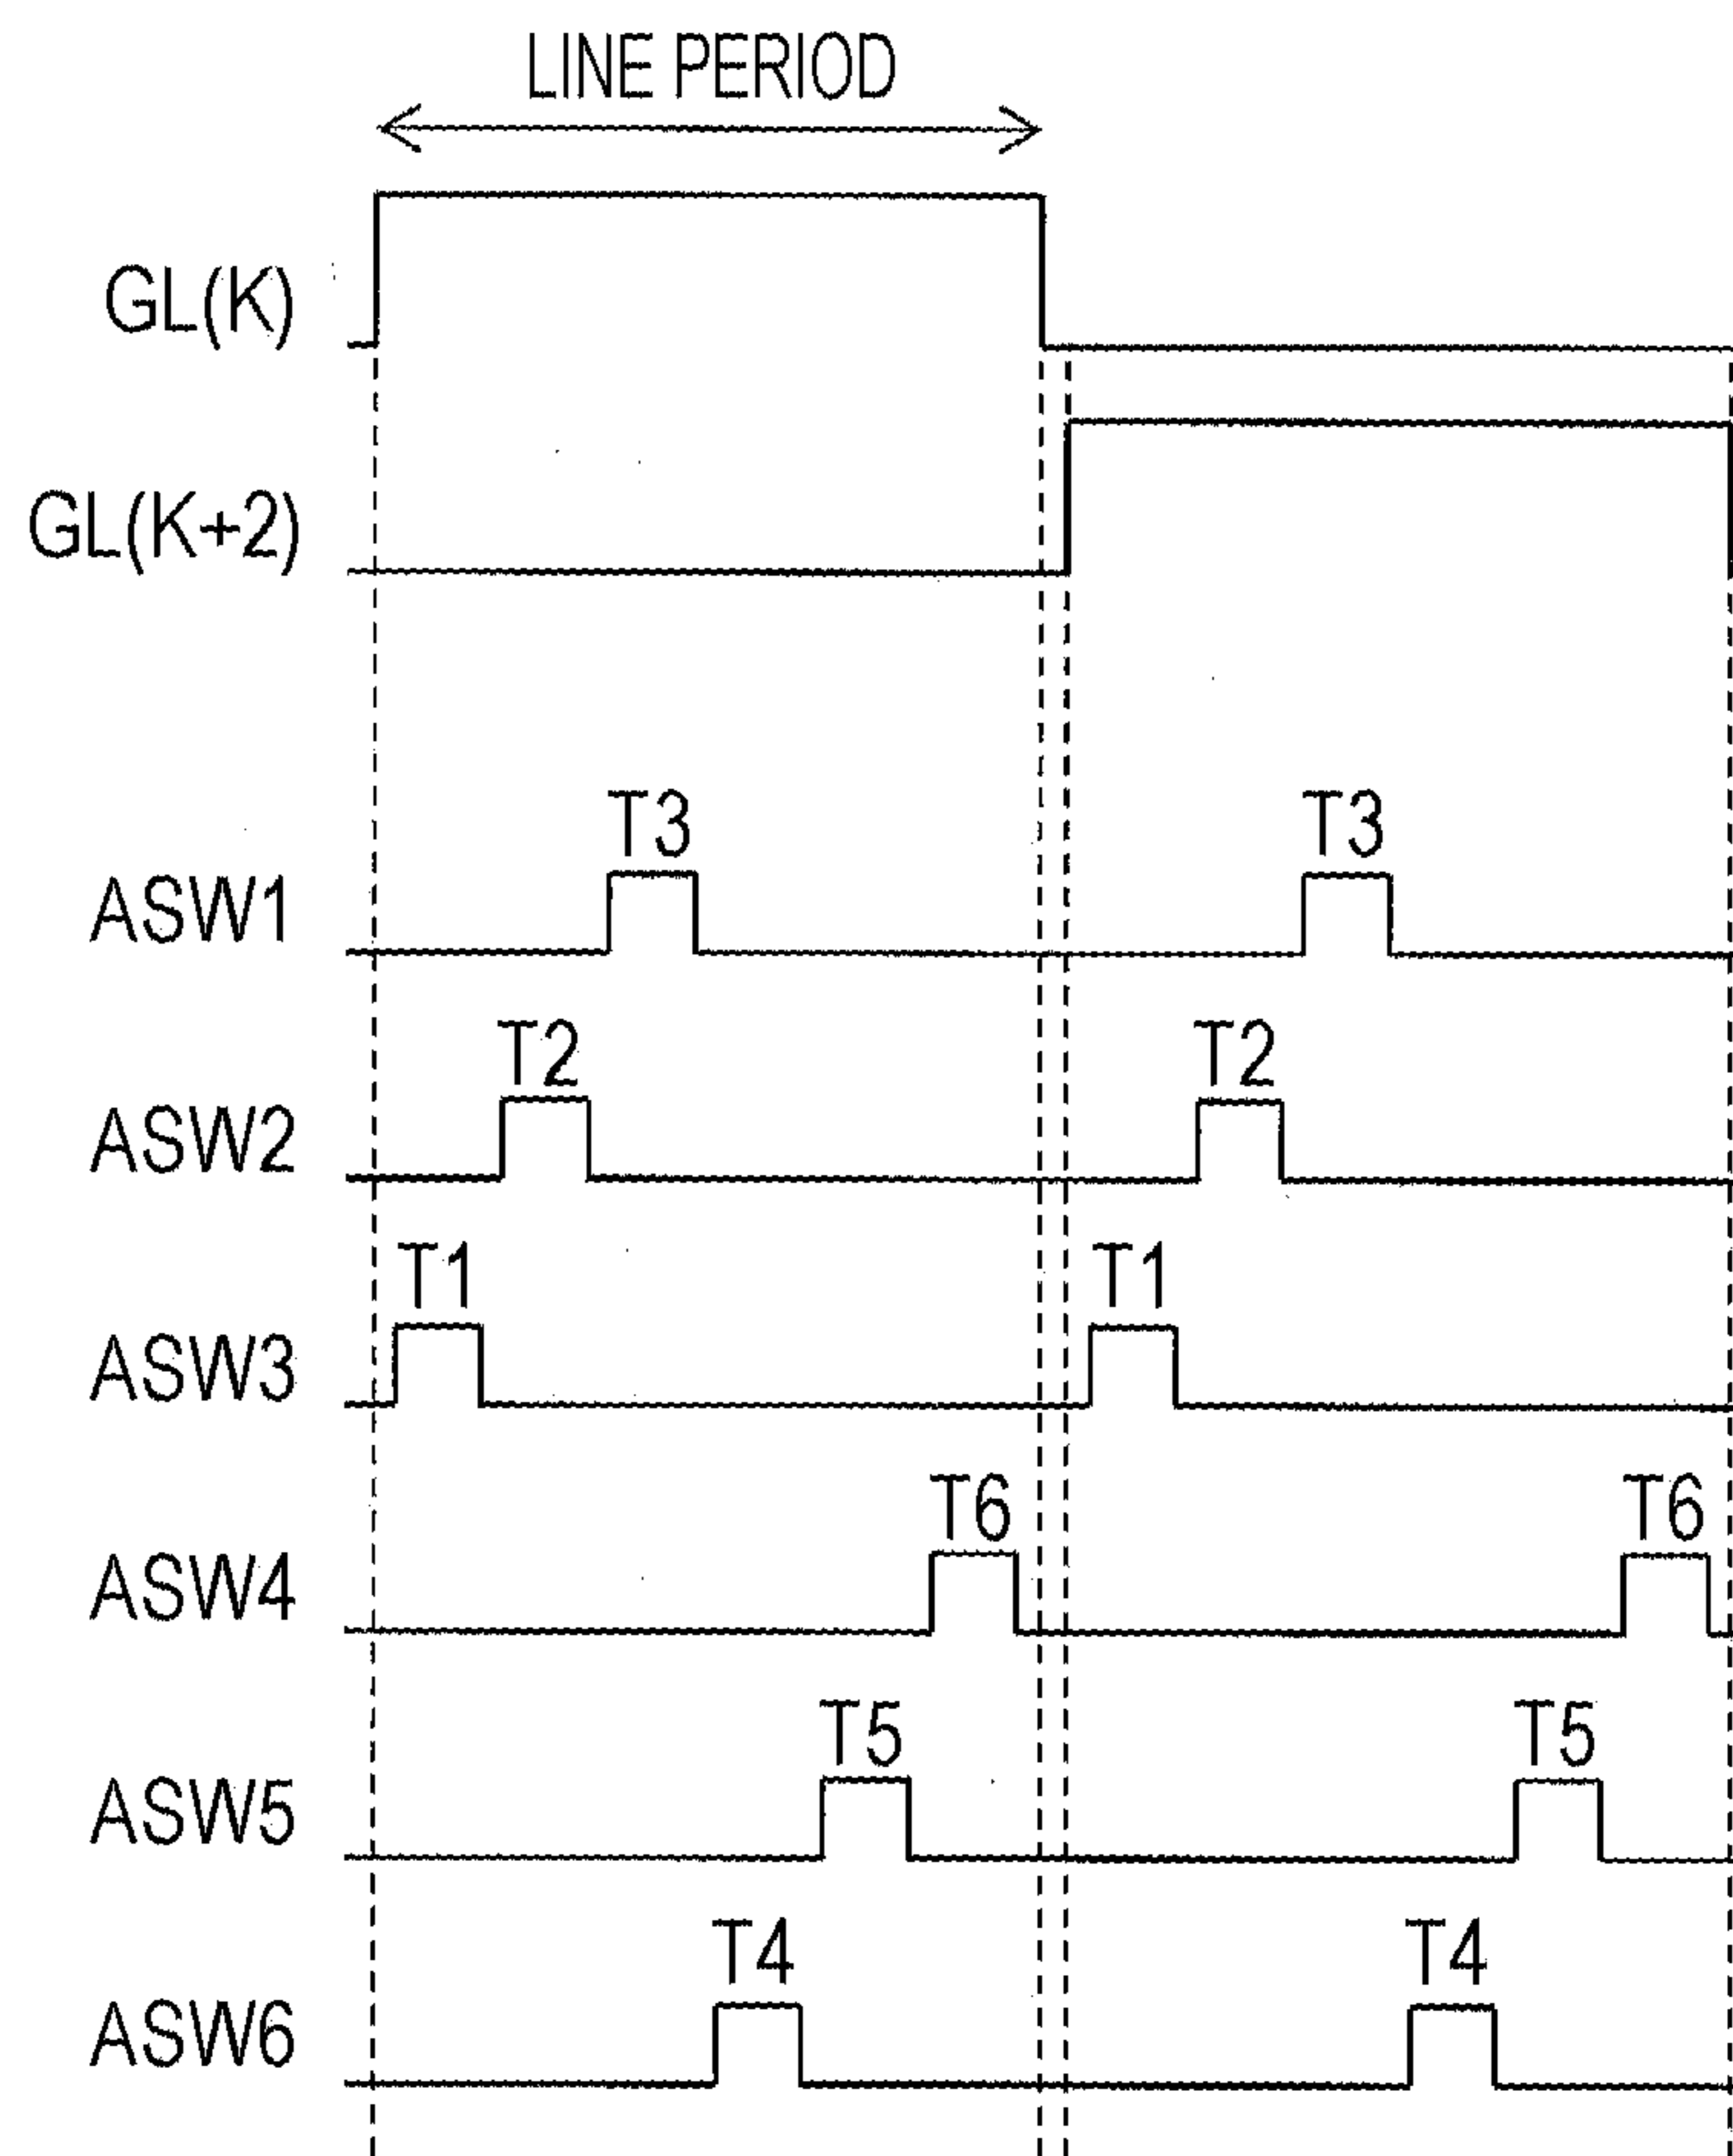 LINE PERIOD
GL(K)
GL(K+2)
T3 T3
ASW1
T2 T2
ASW2
T1 T1
ASW3
T6 T6
ASW4
T5 T5
ASW5
T4 T4
ASW6